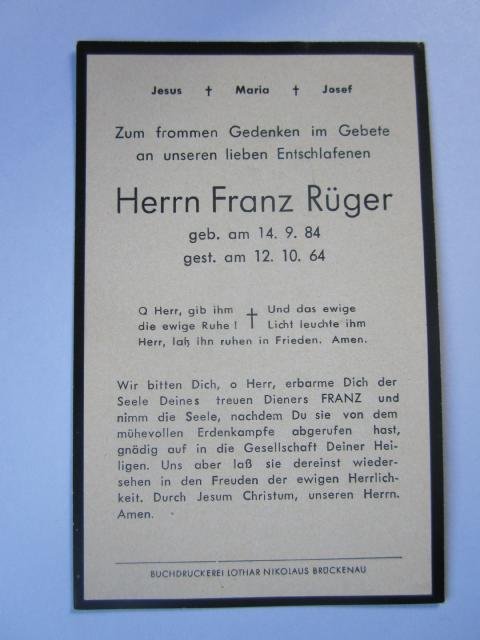 Jesus † Maria † Josef
Zum frommen Gedenken im Gebete
an unseren lieben Entschlafenen
Herrn Franz Rüger
geb. am 14. 9. 84
gest. am 12. 10. 64
O Herr, gib ihm † Und das ewige
die ewige Ruhe! Licht leuchte ihm
Herr, laß ihn ruhen in Frieden. Amen.
Wir bitten Dich, o Herr, erbarme Dich der
Seele Deines treuen Dieners FRANZ und
nimm die Seele, nachdem Du sie von dem
mühevollen Erdenkampfe abgerufen hast,
gnädig auf in die Gesellschaft Deiner Hei-
ligen. Uns aber laß sie dereinst wieder-
sehen in den Freuden der ewigen Herrlich-
keit. Durch Jesum Christum, unseren Herrn.
Amen.
BUCHDRUCKEREI LOTHAR NIKOLAUS BRÜCKENAU